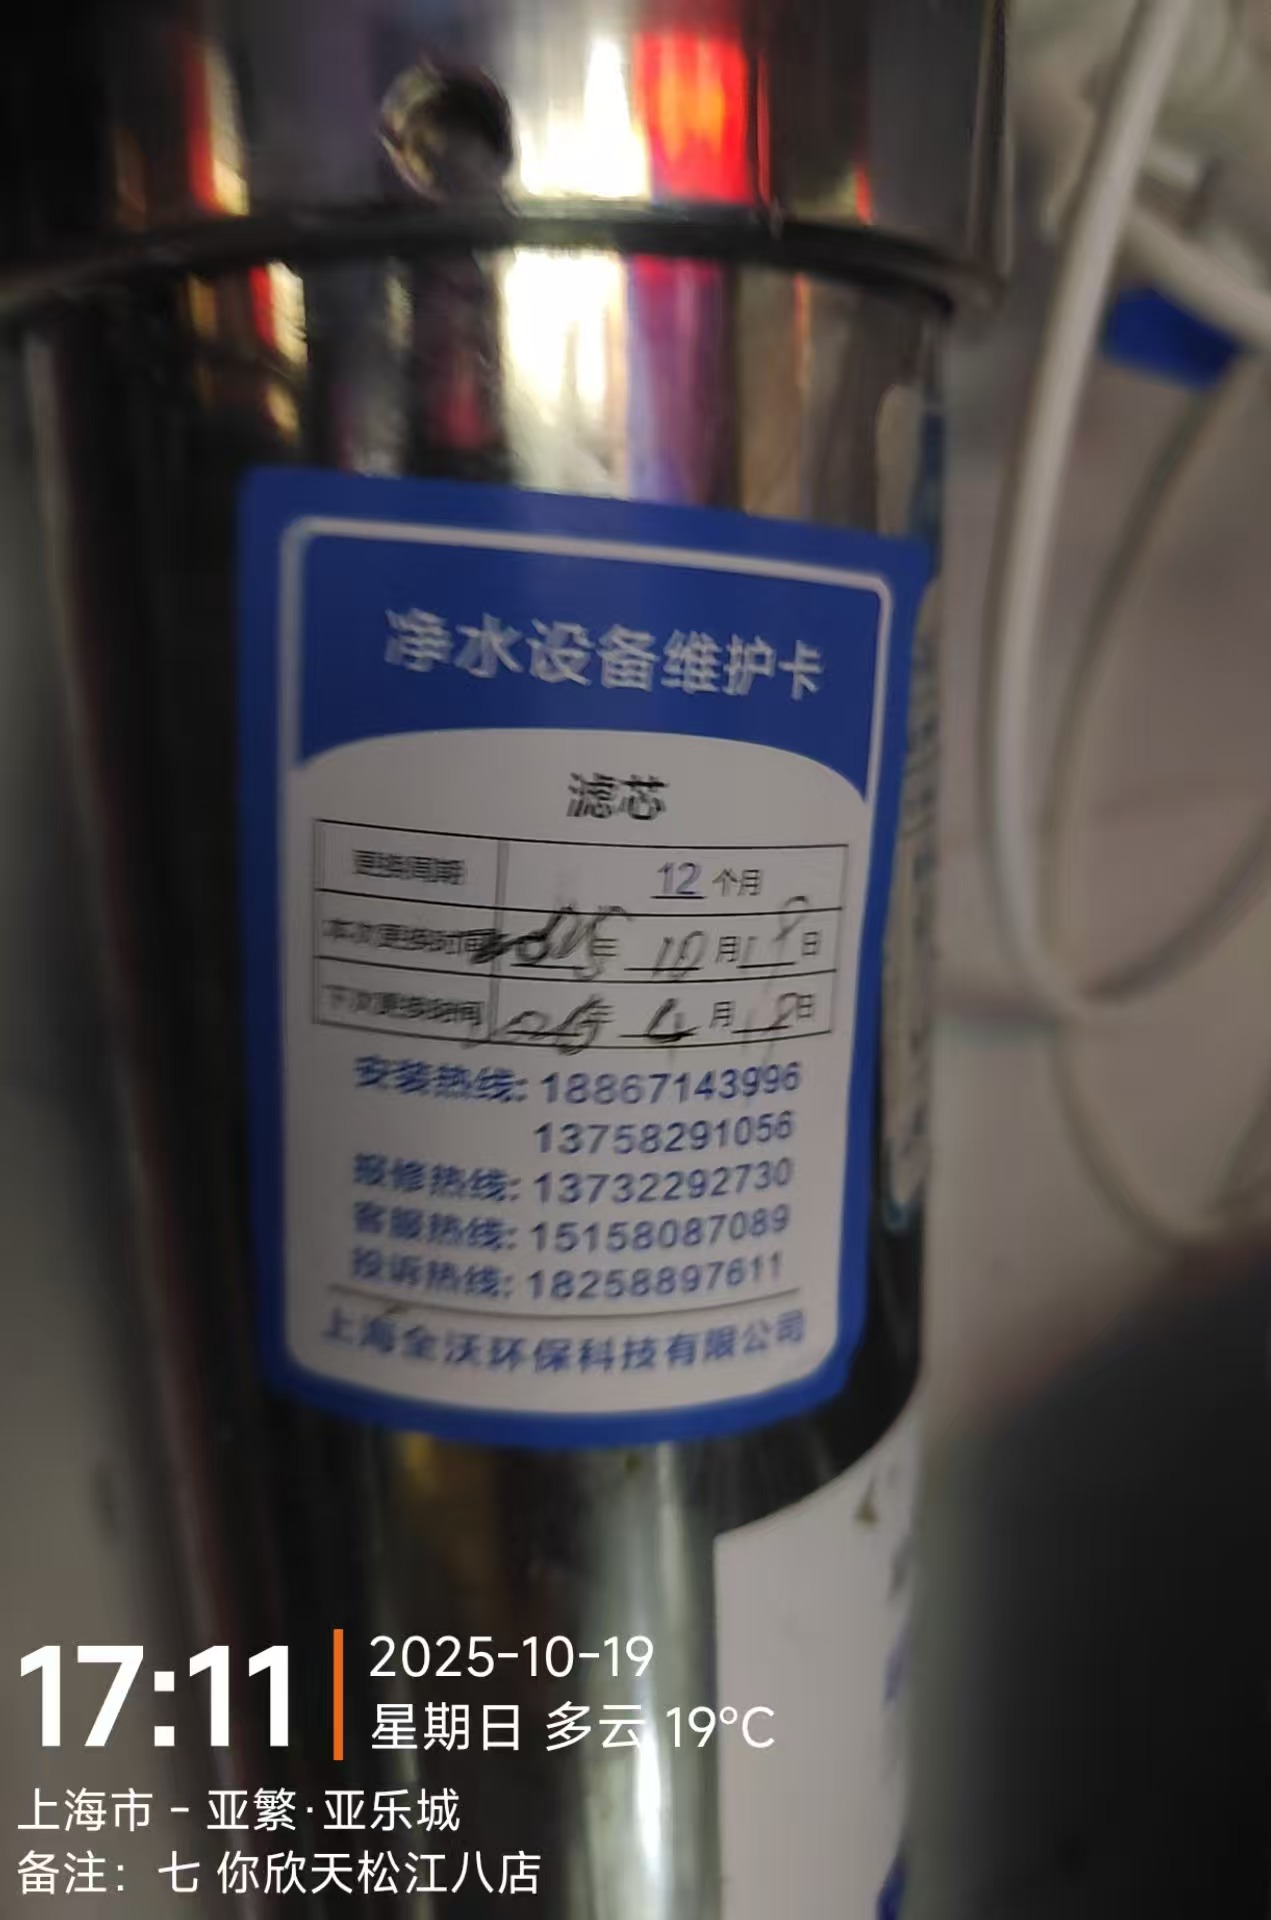 净水设备维护卡
滤芯
更换周期 12 个月
本次更换时间 年 10 月 日
下次更换时间 年 月 日
安装热线: 18867143996
13758291056
报修热线: 13732292730
客服热线: 15158087089
投诉热线: 18258897611
上海全沃环保科技有限公司
17:11
2025-10-19
星期日 多云 19°C
上海市 - 亚繁·亚乐城
备注: 七 你欣天松江八店